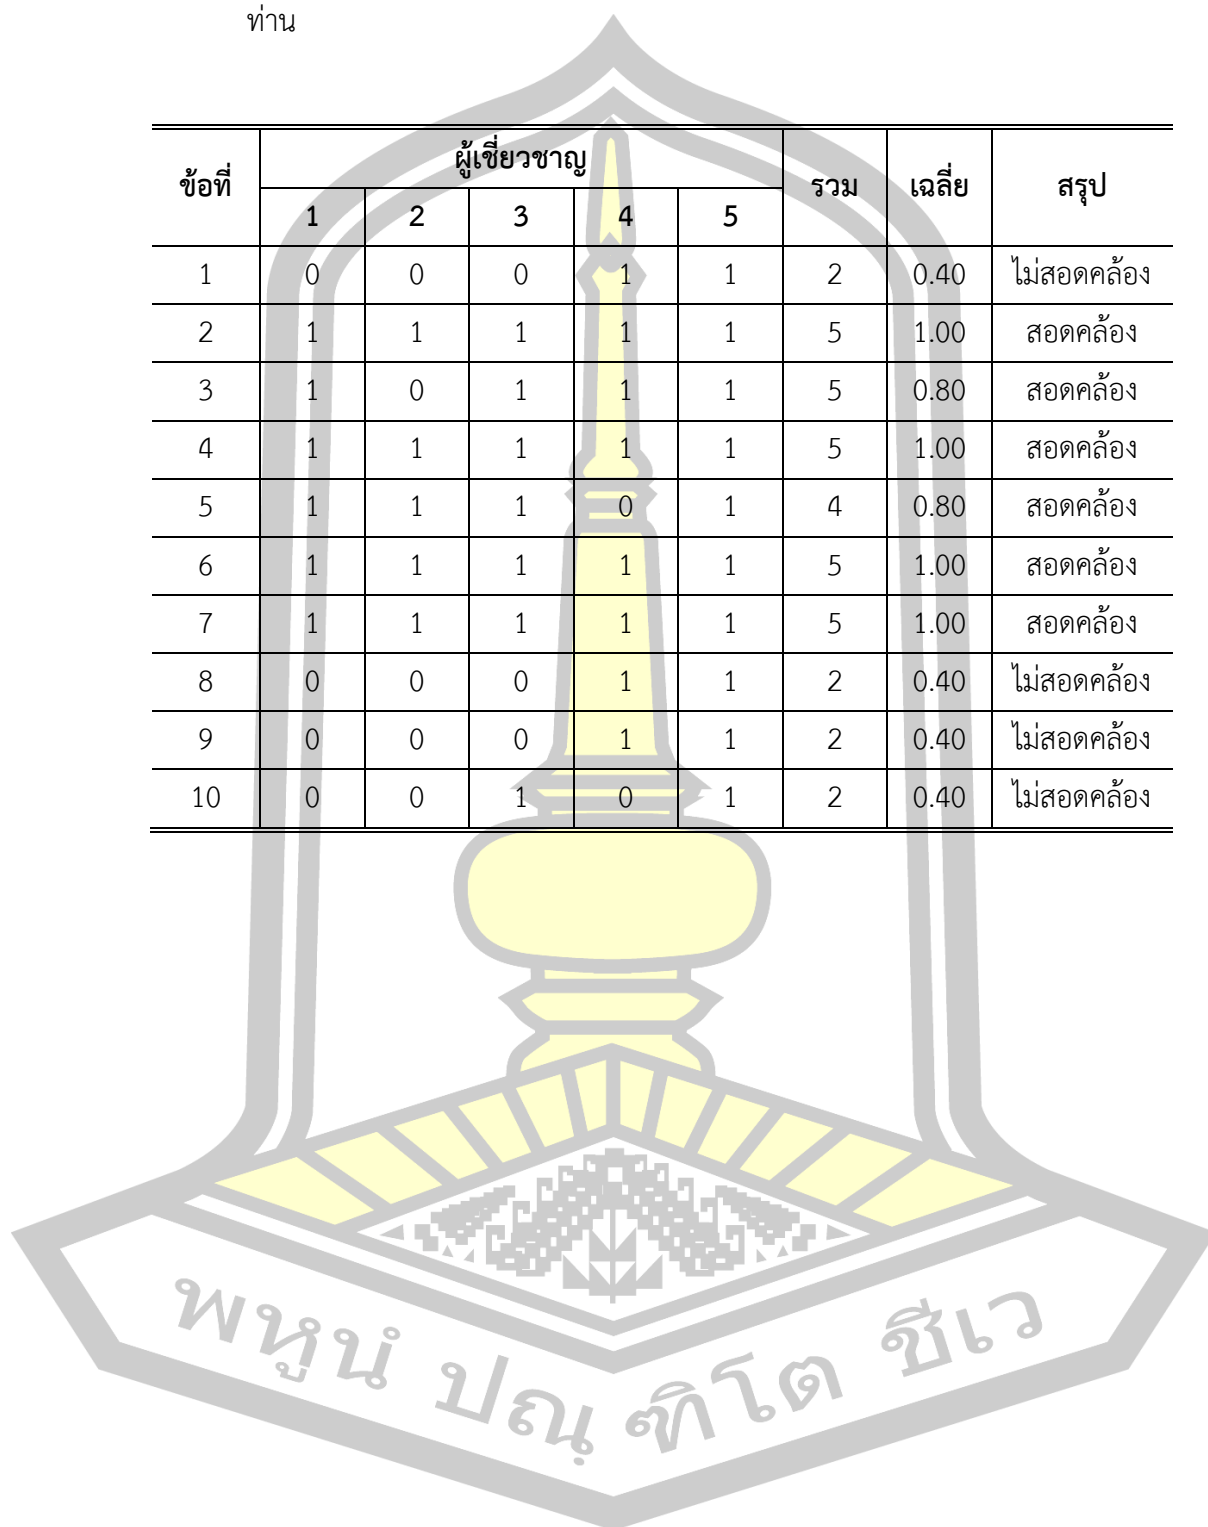 ท่าน
ข้อที่ ผู้เชี่ยวชาญ รวม เฉลี่ย สรุป
1 2 3 4 5
1 0 0 0 1 1 2 0.40 ไม่สอดคล้อง
2 1 1 1 1 1 5 1.00 สอดคล้อง
3 1 0 1 1 1 5 0.80 สอดคล้อง
4 1 1 1 1 1 5 1.00 สอดคล้อง
5 1 1 1 0 1 4 0.80 สอดคล้อง
6 1 1 1 1 1 5 1.00 สอดคล้อง
7 1 1 1 1 1 5 1.00 สอดคล้อง
8 0 0 0 1 1 2 0.40 ไม่สอดคล้อง
9 0 0 0 1 1 2 0.40 ไม่สอดคล้อง
10 0 0 1 0 1 2 0.40 ไม่สอดคล้อง
พหูนํ ปณฺฑิโต ชีเว